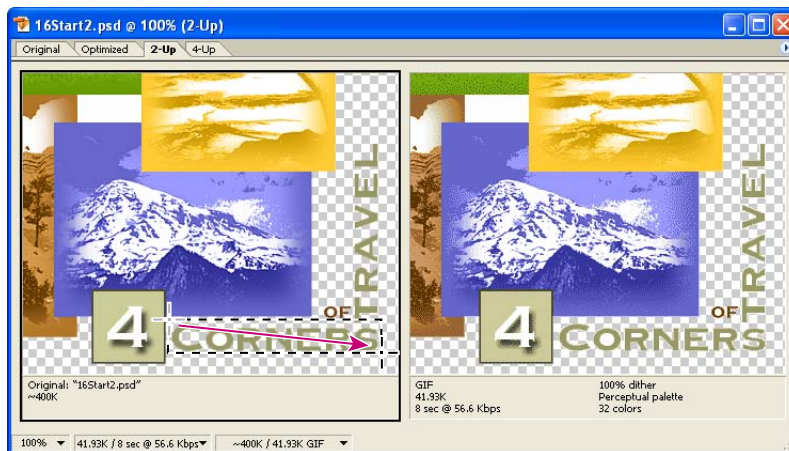 16Start2.psd @ 100% (2-Up)
Original Optimized 2-Up 4-Up
TRAVEL
OF
4 CORNERS
Original: "16Start2.psd"
~400K
TRAVEL
OF
4 CORNERS
GIF
41.93K
8 sec @ 56.6 Kbps
100% dither
Perceptual palette
32 colors
100% 41.93K / 8 sec @ 56.6 Kbps ~400K / 41.93K GIF